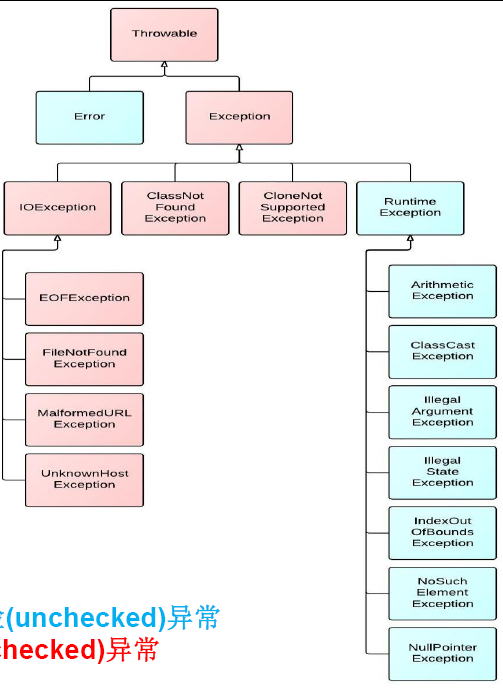 Throwable
Error
Exception
IOException
ClassNot
Found
Exception
CloneNot
Supported
Exception
Runtime
Exception
EOFException
FileNotFound
Exception
MalformedURL
Exception
UnknownHost
Exception
Arithmetic
Exception
ClassCast
Exception
Illegal
Argument
Exception
Illegal
State
Exception
IndexOut
OfBounds
Exception
NoSuch
Element
Exception
NullPointer
Exception
(unchecked)异常
hecked)异常